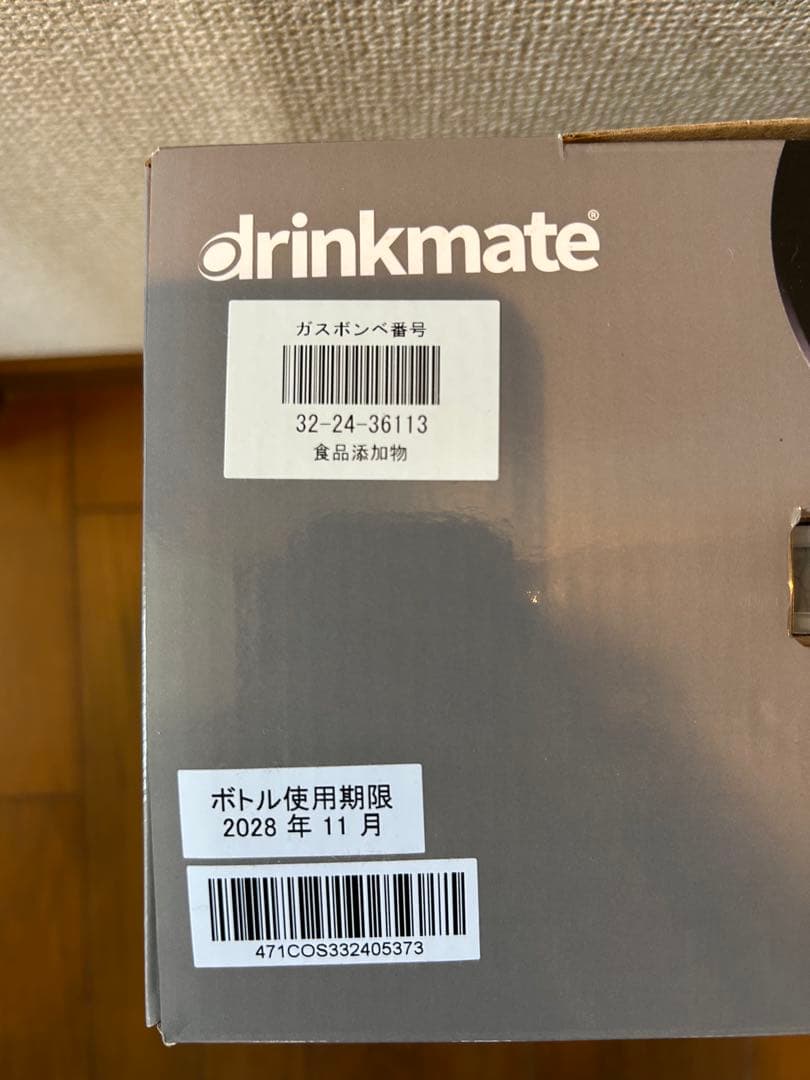 drinkmate®
ガスボンベ番号
32-24-36113
食品添加物
ボトル使用期限
2028 年 11 月
471COS332405373